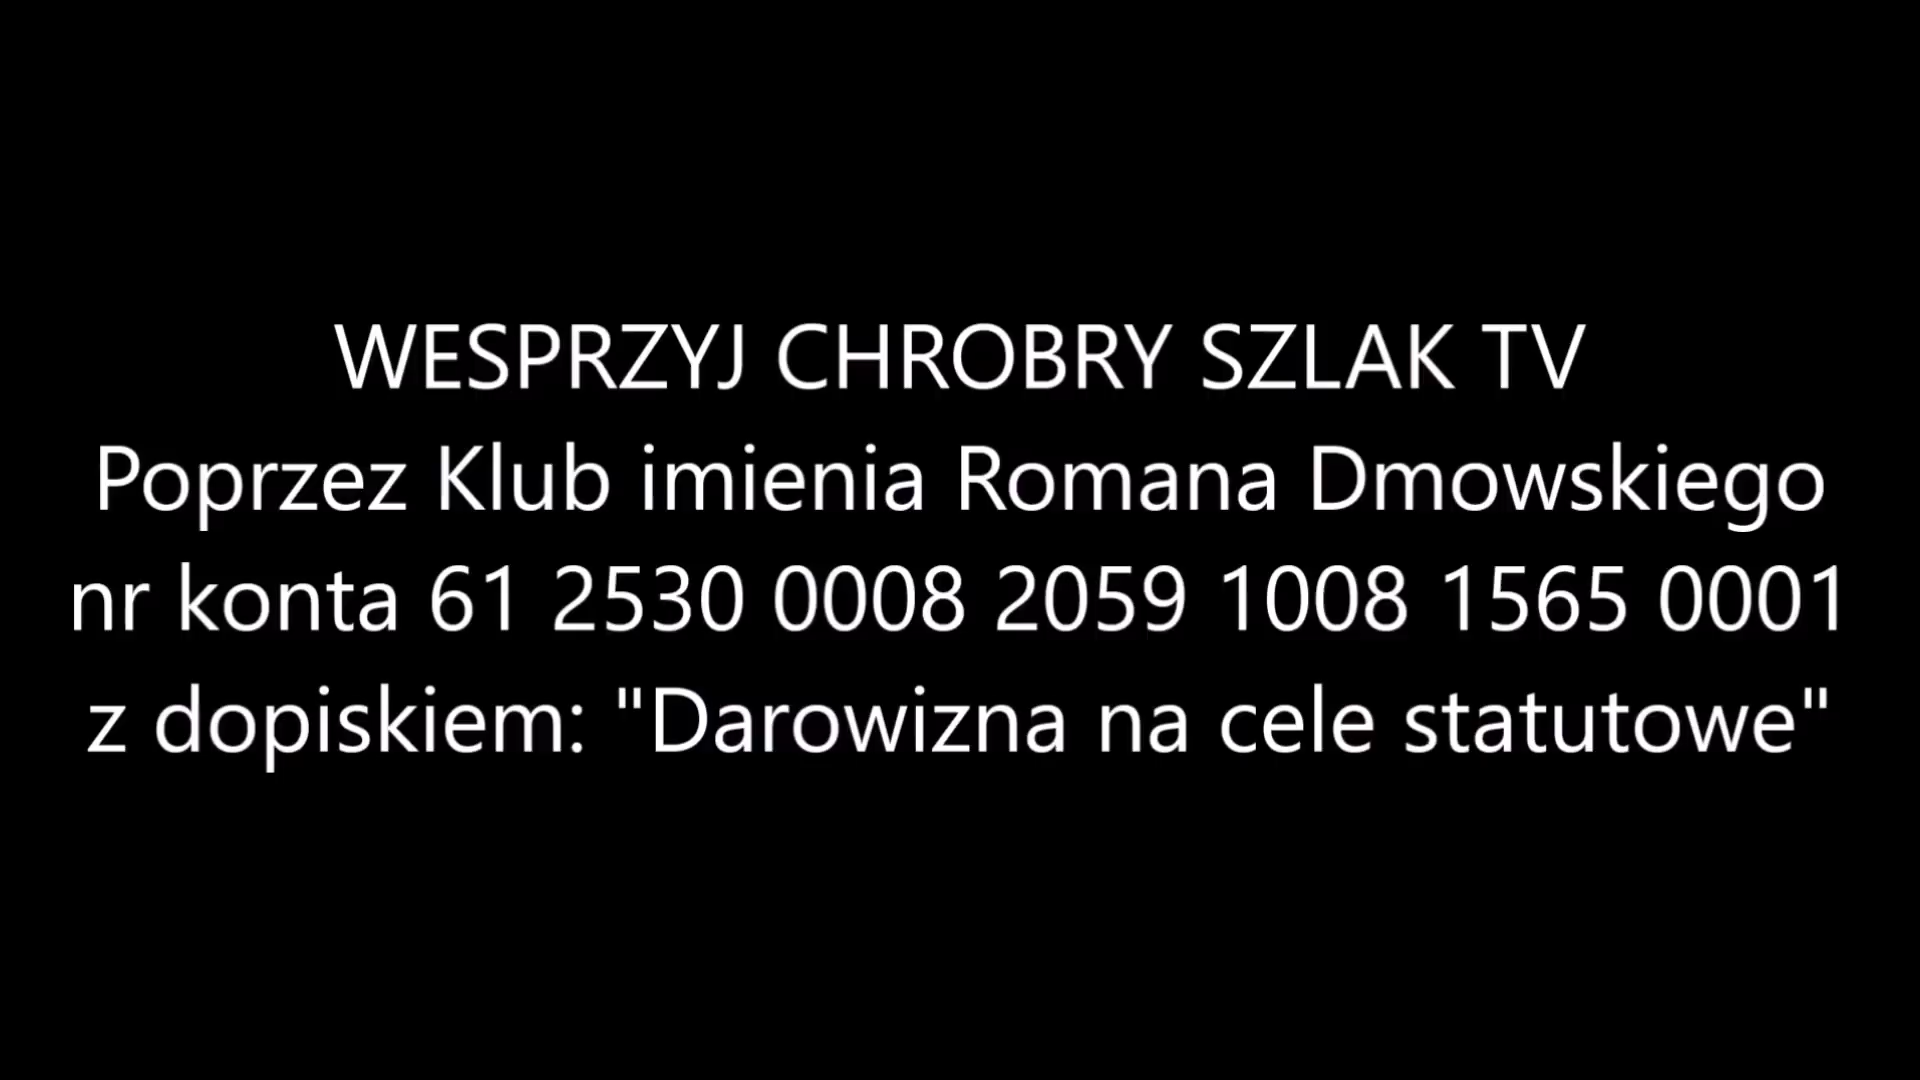 WESPRZYJ CHROBRY SZLAK TV
Poprzez Klub imienia Romana Dmowskiego
nr konta 61 2530 0008 2059 1008 1565 0001
z dopiskiem: "Darowizna na cele statutowe"